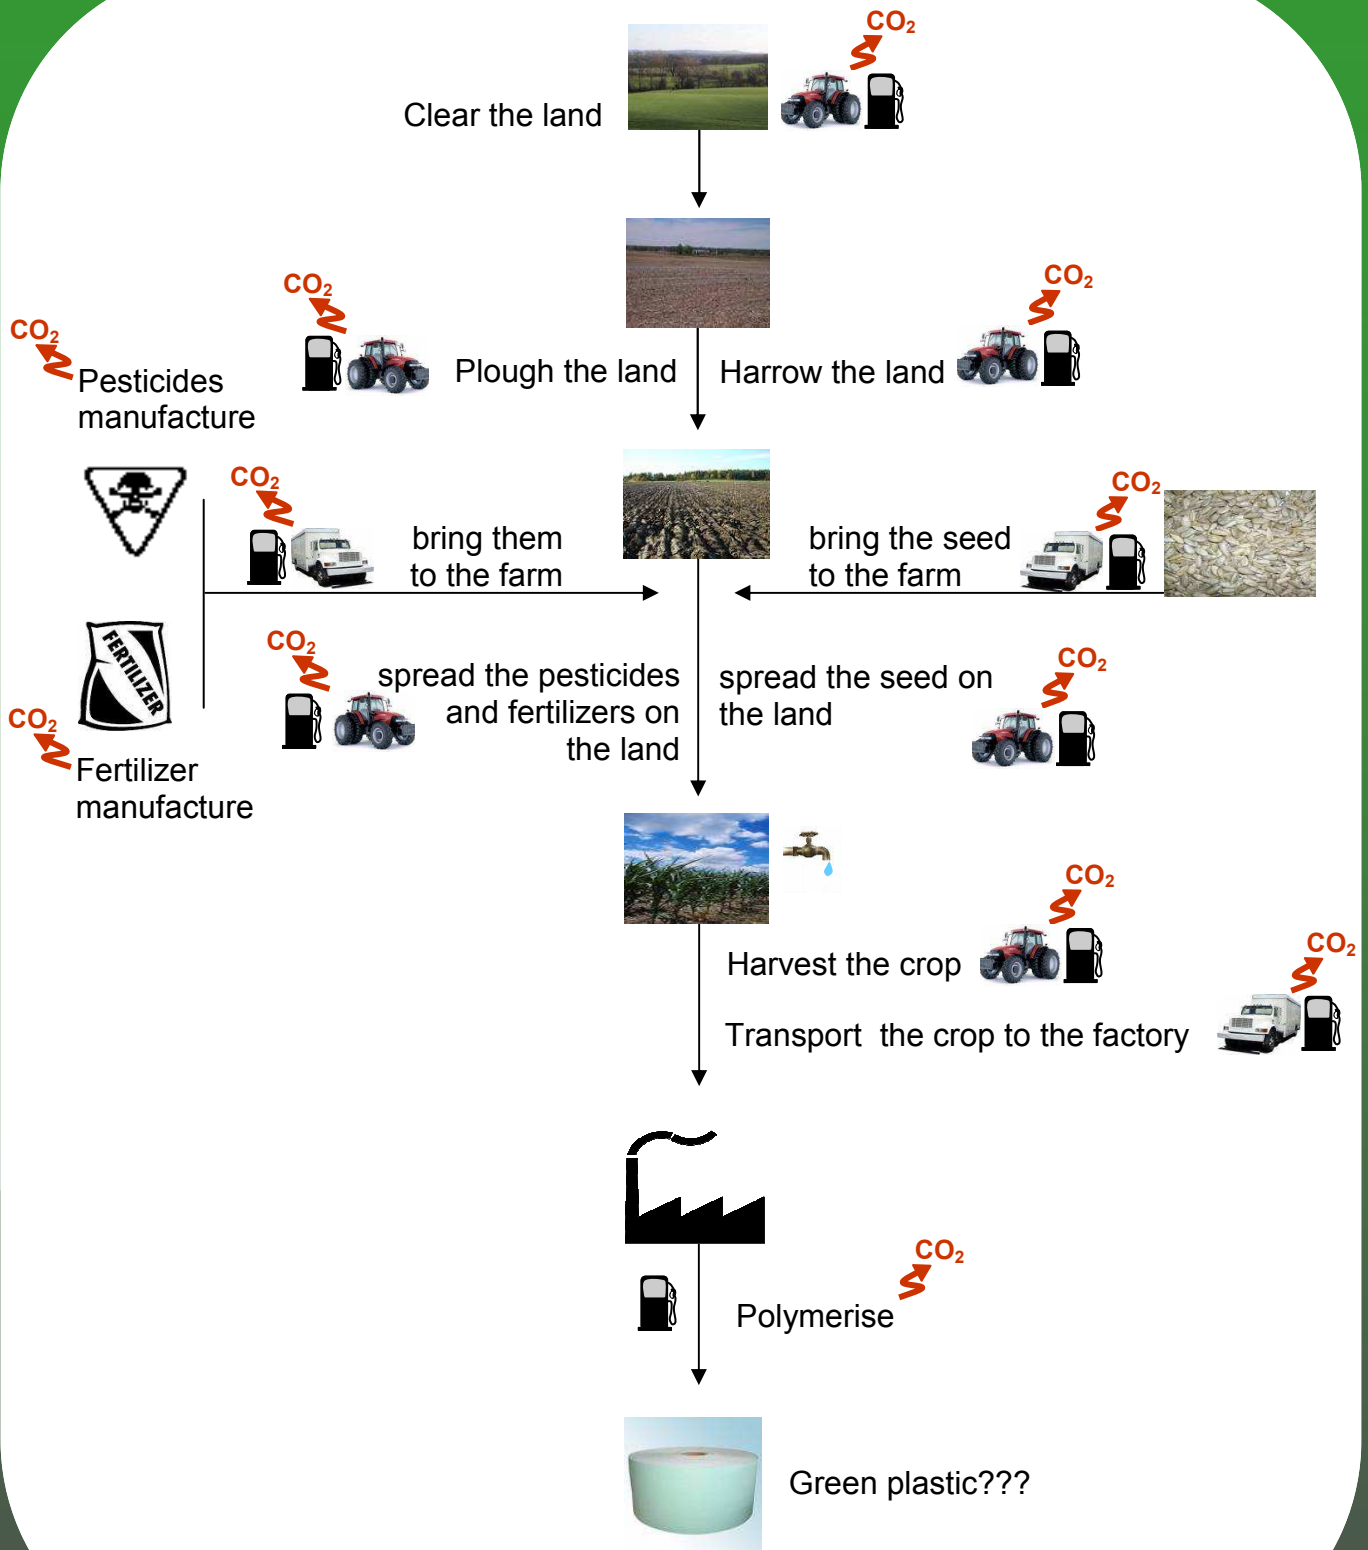 CO₂
Clear the land
CO₂
CO₂
CO₂
Plough the land
Harrow the land
Pesticides
manufacture
CO₂
bring them
to the farm
CO₂
bring the seed
to the farm
FERTILIZER
CO₂
Fertilizer
manufacture
CO₂
spread the pesticides
and fertilizers on
the land
spread the seed on
the land
CO₂
CO₂
Harvest the crop
CO₂
Transport the crop to the factory
CO₂
Polymerise
Green plastic???